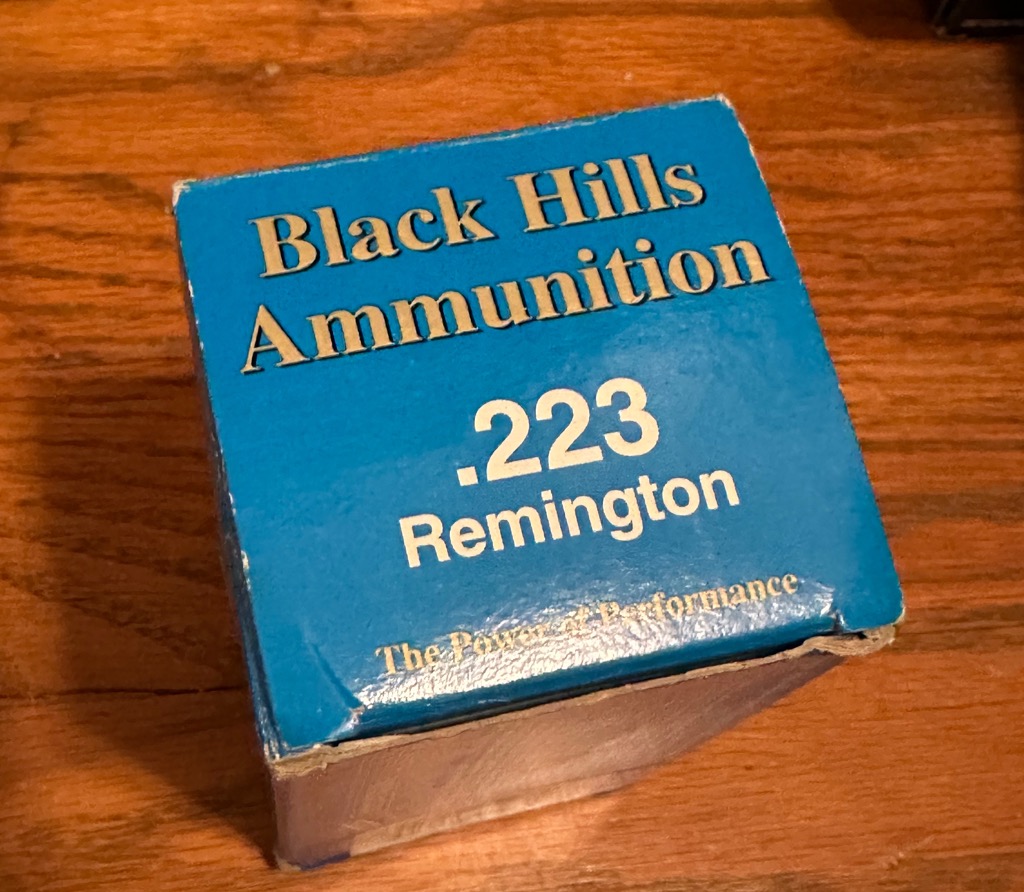 Black Hills
Ammunition
.223
Remington
The Power of Performance